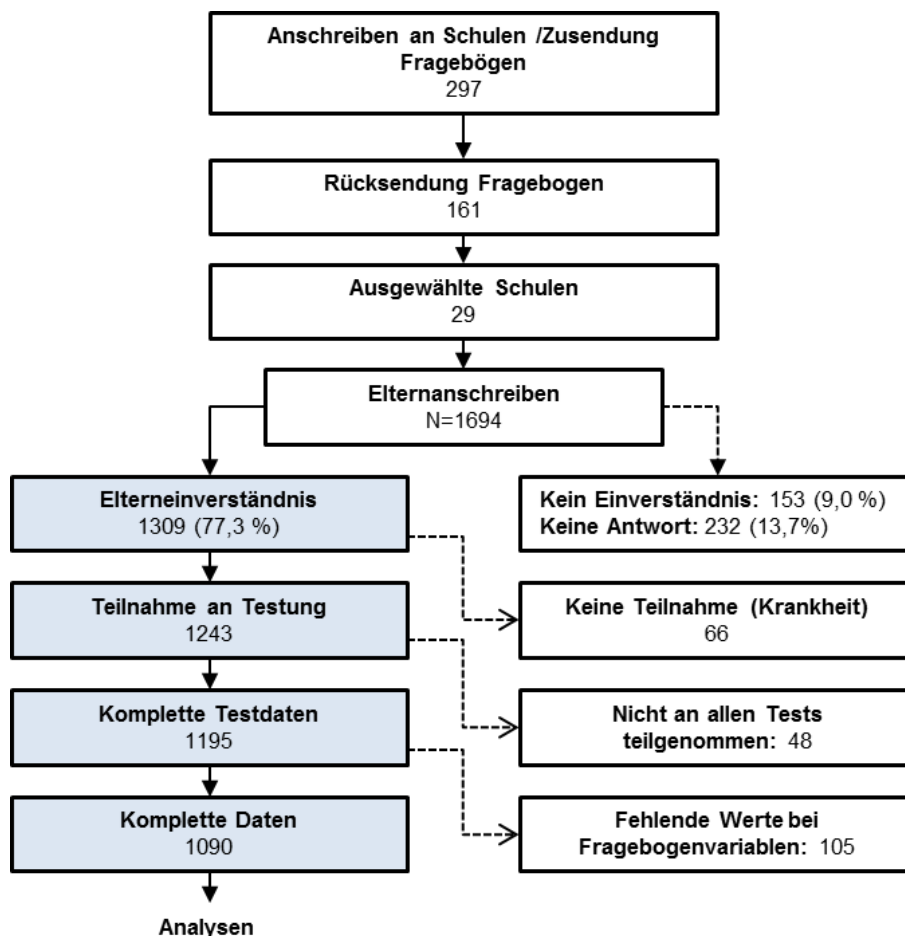 Anschreiben an Schulen /Zusendung
Fragebögen
297
Rücksendung Fragebogen
161
Ausgewählte Schulen
29
Elternanschreiben
N=1694
Elterneinverständnis
1309 (77,3 %)
Kein Einverständnis: 153 (9,0 %)
Keine Antwort: 232 (13,7%)
Teilnahme an Testung
1243
Keine Teilnahme (Krankheit)
66
Komplette Testdaten
1195
Nicht an allen Tests
teilgenommen: 48
Komplette Daten
1090
Fehlende Werte bei
Fragebogenvariablen: 105
Analysen